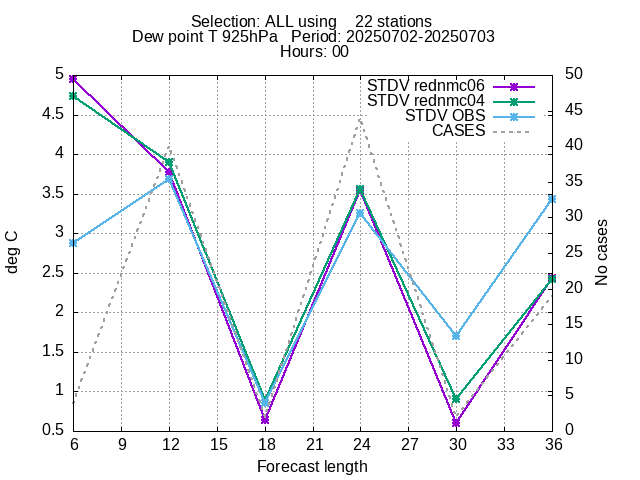 Selection: ALL using    22 stations
Dew point T 925hPa   Period: 20250702-20250703
Hours: 00
STDV rednmc06
STDV rednmc04
STDV OBS
CASES
deg C
5
4.5
4
3.5
3
2.5
2
1.5
1
0.5
50
45
40
35
30
25
20
15
10
5
0
No cases
6 9 12 15 18 21 24 27 30 33 36
Forecast length